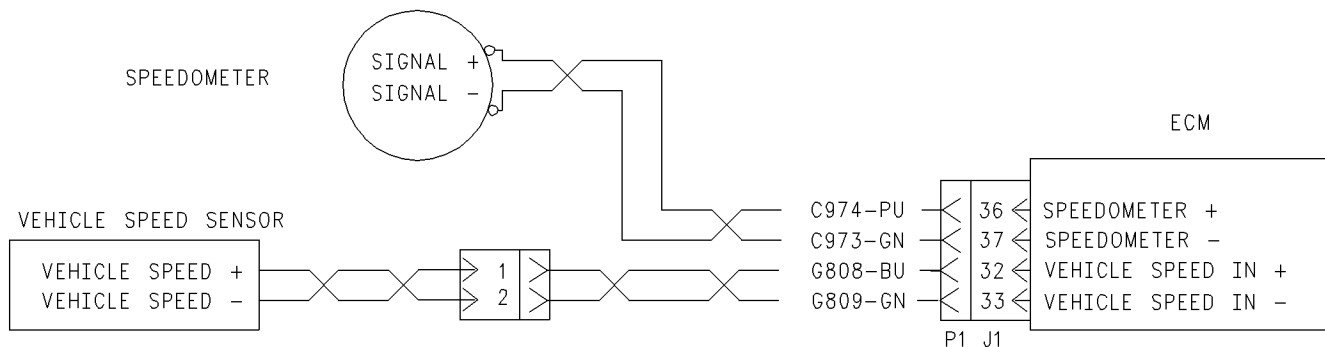 SPEEDOMETER
SIGNAL +
SIGNAL -
ECM
VEHICLE SPEED SENSOR
VEHICLE SPEED +
VEHICLE SPEED -
1
2
C974-PU
C973-GN
G808-BU
G809-GN
36
37
32
33
SPEEDOMETER +
SPEEDOMETER -
VEHICLE SPEED IN +
VEHICLE SPEED IN -
P1 J1